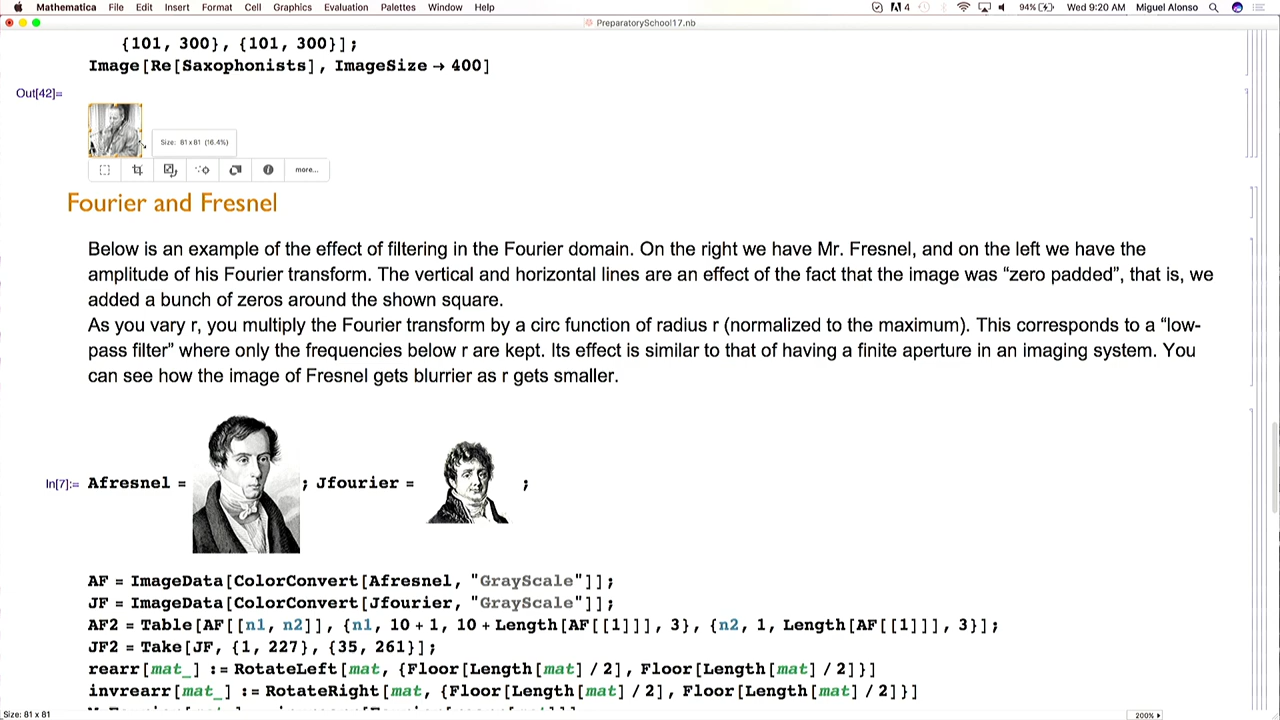 Mathematica File Edit Insert Format Cell Graphics Evaluation Palettes Window Help 4 94% Wed 9:20 AM Miguel Alonso
PreparatorySchool17.nb
{101, 300}, {101, 300}];
Image[Re[Saxophonists], ImageSize → 400]
Out[42]=
Size: 81x81 (16.4%)
more...
Fourier and Fresnel
Below is an example of the effect of filtering in the Fourier domain. On the right we have Mr. Fresnel, and on the left we have the
amplitude of his Fourier transform. The vertical and horizontal lines are an effect of the fact that the image was “zero padded”, that is, we
added a bunch of zeros around the shown square.
As you vary r, you multiply the Fourier transform by a circ function of radius r (normalized to the maximum). This corresponds to a “low-
pass filter” where only the frequencies below r are kept. Its effect is similar to that of having a finite aperture in an imaging system. You
can see how the image of Fresnel gets blurrier as r gets smaller.
In[7]:= Afresnel = ; Jfourier = ;
AF = ImageData[ColorConvert[Afresnel, "GrayScale"]];
JF = ImageData[ColorConvert[Jfourier, "GrayScale"]];
AF2 = Table[AF[[n1, n2]], {n1, 10 + 1, 10 + Length[AF[[1]]], 3}, {n2, 1, Length[AF[[1]]], 3}];
JF2 = Take[JF, {1, 227}, {35, 261}];
rearr[mat_] := RotateLeft[mat, {Floor[Length[mat] / 2], Floor[Length[mat] / 2]}]
invrearr[mat_] := RotateRight[mat, {Floor[Length[mat] / 2], Floor[Length[mat] / 2]}]
Size: 81 x 81 200%